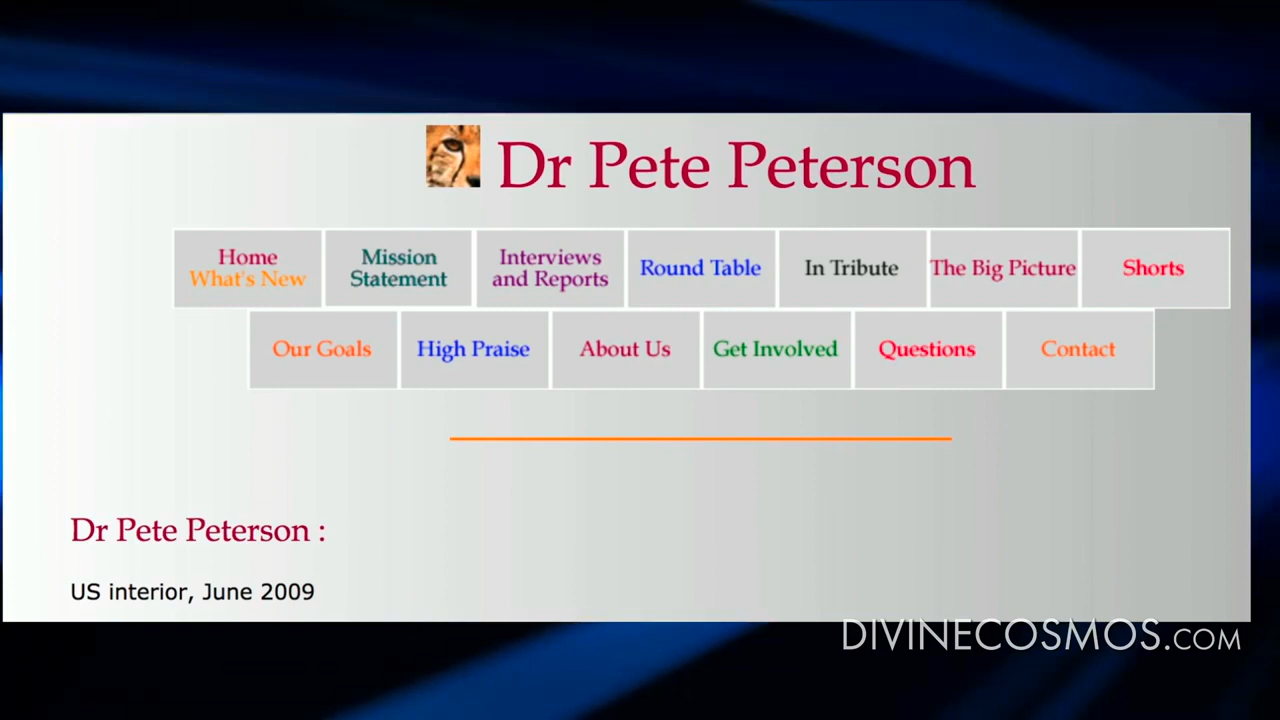 Dr Pete Peterson
Home
What's New
Mission
Statement
Interviews
and Reports
Round Table
In Tribute
The Big Picture
Shorts
Our Goals
High Praise
About Us
Get Involved
Questions
Contact
Dr Pete Peterson :
US interior, June 2009
DIVINECOSMOS.COM